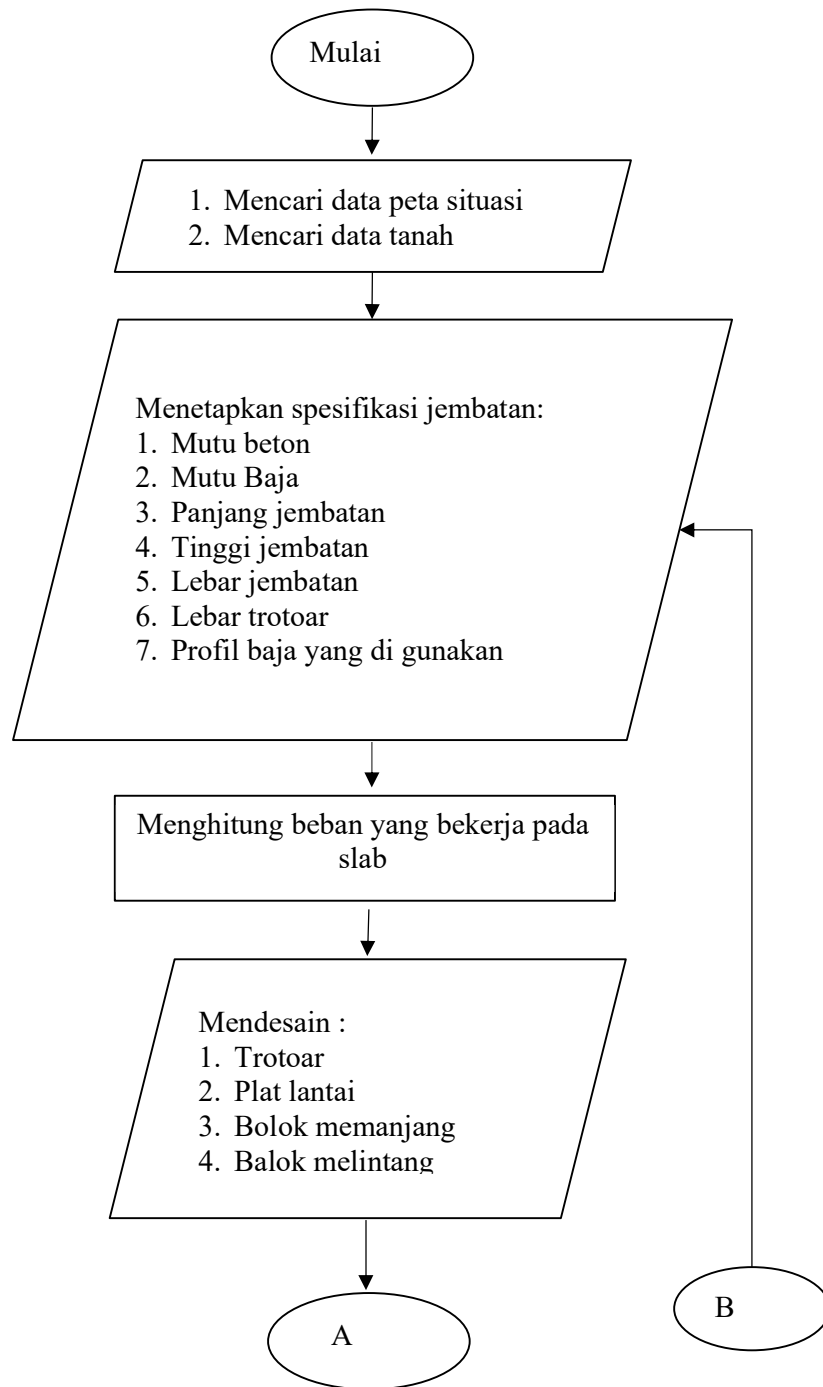 Mulai
1. Mencari data peta situasi
2. Mencari data tanah
Menetapkan spesifikasi jembatan:
1. Mutu beton
2. Mutu Baja
3. Panjang jembatan
4. Tinggi jembatan
5. Lebar jembatan
6. Lebar trotoar
7. Profil baja yang di gunakan
Menghitung beban yang bekerja pada
slab
Mendesain :
1. Trotoar
2. Plat lantai
3. Bolok memanjang
4. Balok melintang
A
B